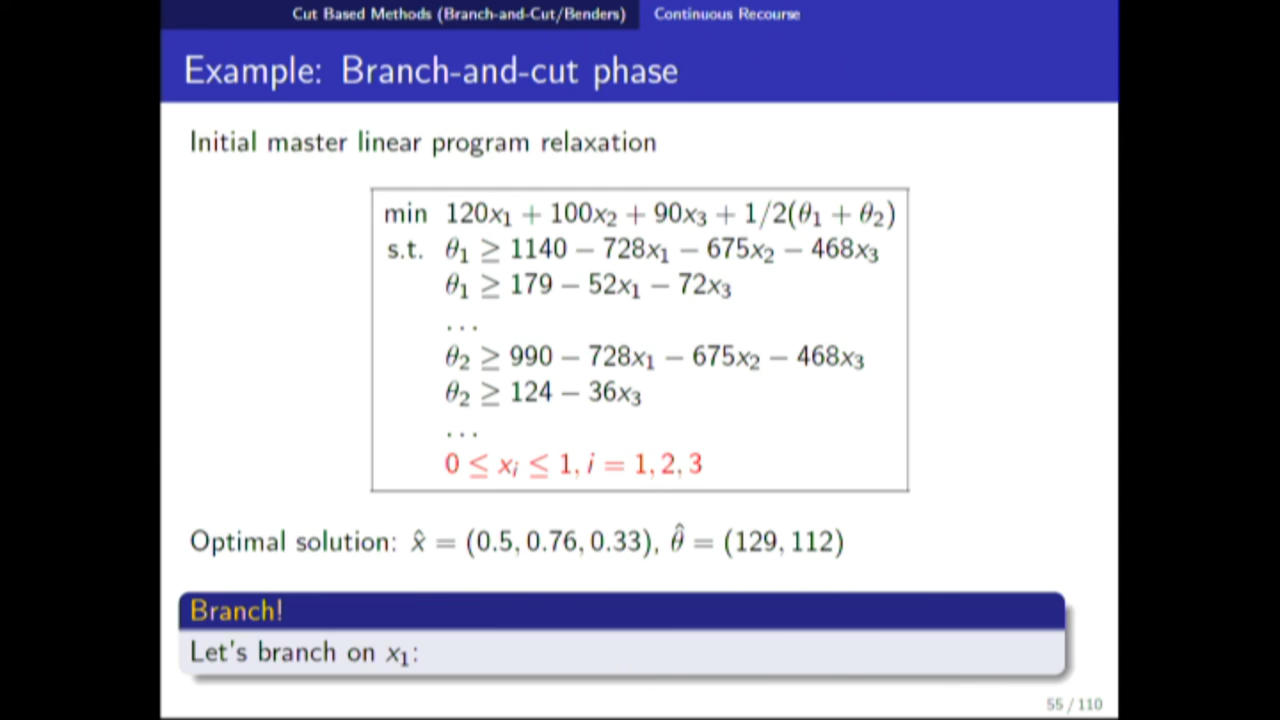 Cut Based Methods (Branch-and-Cut/Benders) Continuous Recourse
Example: Branch-and-cut phase
Initial master linear program relaxation
min 120x₁ + 100x₂ + 90x₃ + 1/2(θ₁ + θ₂)
s.t. θ₁ ≥ 1140 − 728x₁ − 675x₂ − 468x₃
θ₁ ≥ 179 − 52x₁ − 72x₃
...
θ₂ ≥ 990 − 728x₁ − 675x₂ − 468x₃
θ₂ ≥ 124 − 36x₃
...
0 ≤ xᵢ ≤ 1, i = 1, 2, 3
Optimal solution: x̂ = (0.5, 0.76, 0.33), θ̂ = (129, 112)
Branch!
Let's branch on x₁:
55 / 110